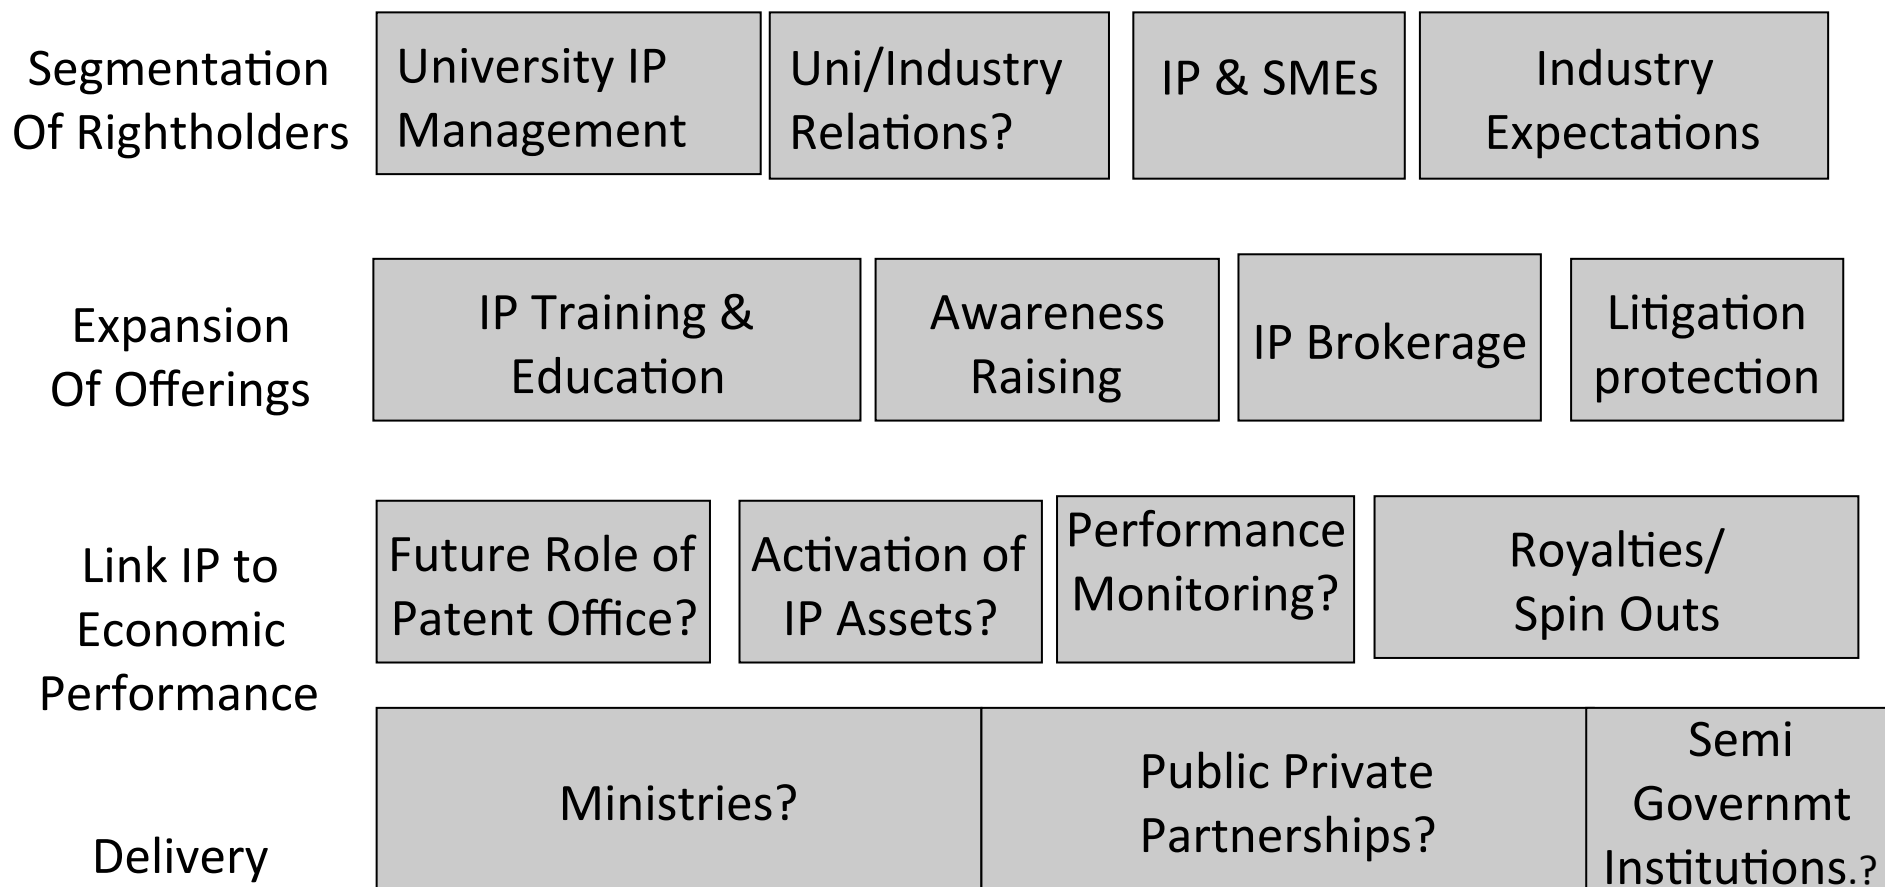 Segmentation
Of Rightholders
University IP
Management
Uni/Industry
Relations?
IP & SMEs
Industry
Expectations
Expansion
Of Offerings
IP Training &
Education
Awareness
Raising
IP Brokerage
Litigation
protection
Link IP to
Economic
Performance
Future Role of
Patent Office?
Activation of
IP Assets?
Performance
Monitoring?
Royalties/
Spin Outs
Delivery
Ministries?
Public Private
Partnerships?
Semi
Governmt
Institutions.?